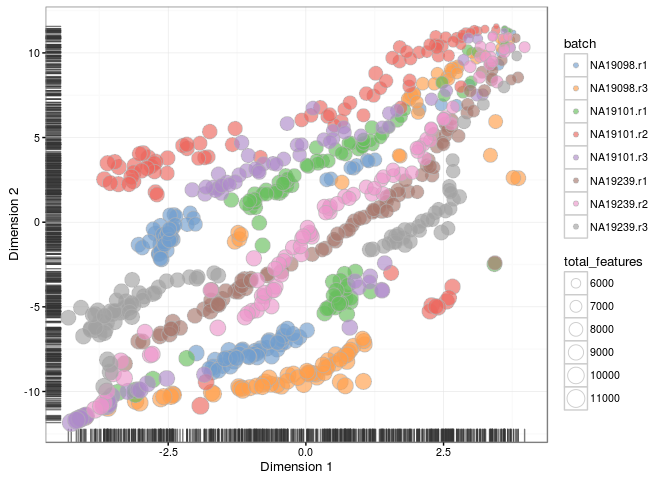 10
5
0
-5
-10
-2.5
0.0
2.5
Dimension 1
Dimension 2
batch
NA19098.r1
NA19098.r3
NA19101.r1
NA19101.r2
NA19101.r3
NA19239.r1
NA19239.r2
NA19239.r3
total_features
6000
7000
8000
9000
10000
11000